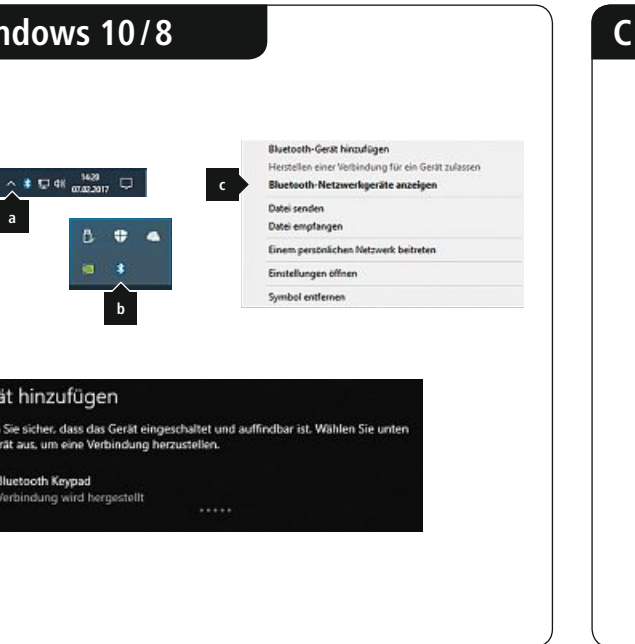 ndows 10/8
C
14:20
07.02.2017
a
b
c
Bluetooth-Gerät hinzufügen
Herstellen einer Verbindung für ein Gerät zulassen
Bluetooth-Netzwerkgeräte anzeigen
Datei senden
Datei empfangen
Einem persönlichen Netzwerk beitreten
Einstellungen öffnen
Symbol entfernen
ät hinzufügen
Sie sicher, dass das Gerät eingeschaltet und auffindbar ist. Wählen Sie unten
rät aus, um eine Verbindung herzustellen.
Bluetooth Keypad
Verbindung wird hergestellt